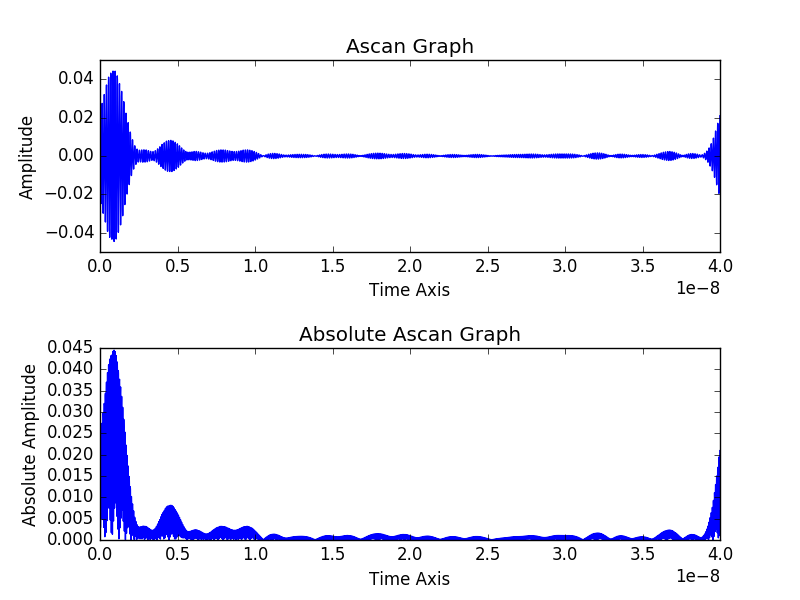 Ascan Graph
0.04
0.02
0.00
−0.02
−0.04
Amplitude
0.0 0.5 1.0 1.5 2.0 2.5 3.0 3.5 4.0
Time Axis
1e−8
Absolute Ascan Graph
0.045
0.040
0.035
0.030
0.025
0.020
0.015
0.010
0.005
0.000
Absolute Amplitude
0.0 0.5 1.0 1.5 2.0 2.5 3.0 3.5 4.0
Time Axis
1e−8